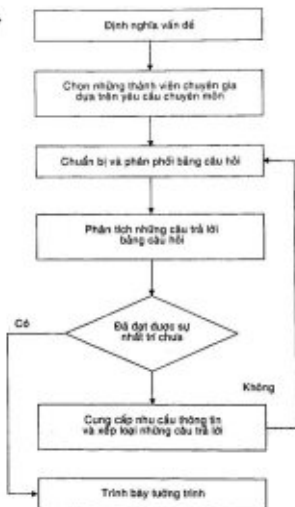 Định nghĩa vấn đề
Chọn những thành viên chuyên gia
dựa trên yêu cầu chuyên môn
Chuẩn bị và phân phối bảng câu hỏi
Phân tích những câu trả lời
bảng câu hỏi
Có
Đã đạt được sự
nhất trí chưa
Không
Cung cấp nhu cầu thông tin
và xếp loại những câu trả lời
Trình bày tường trình